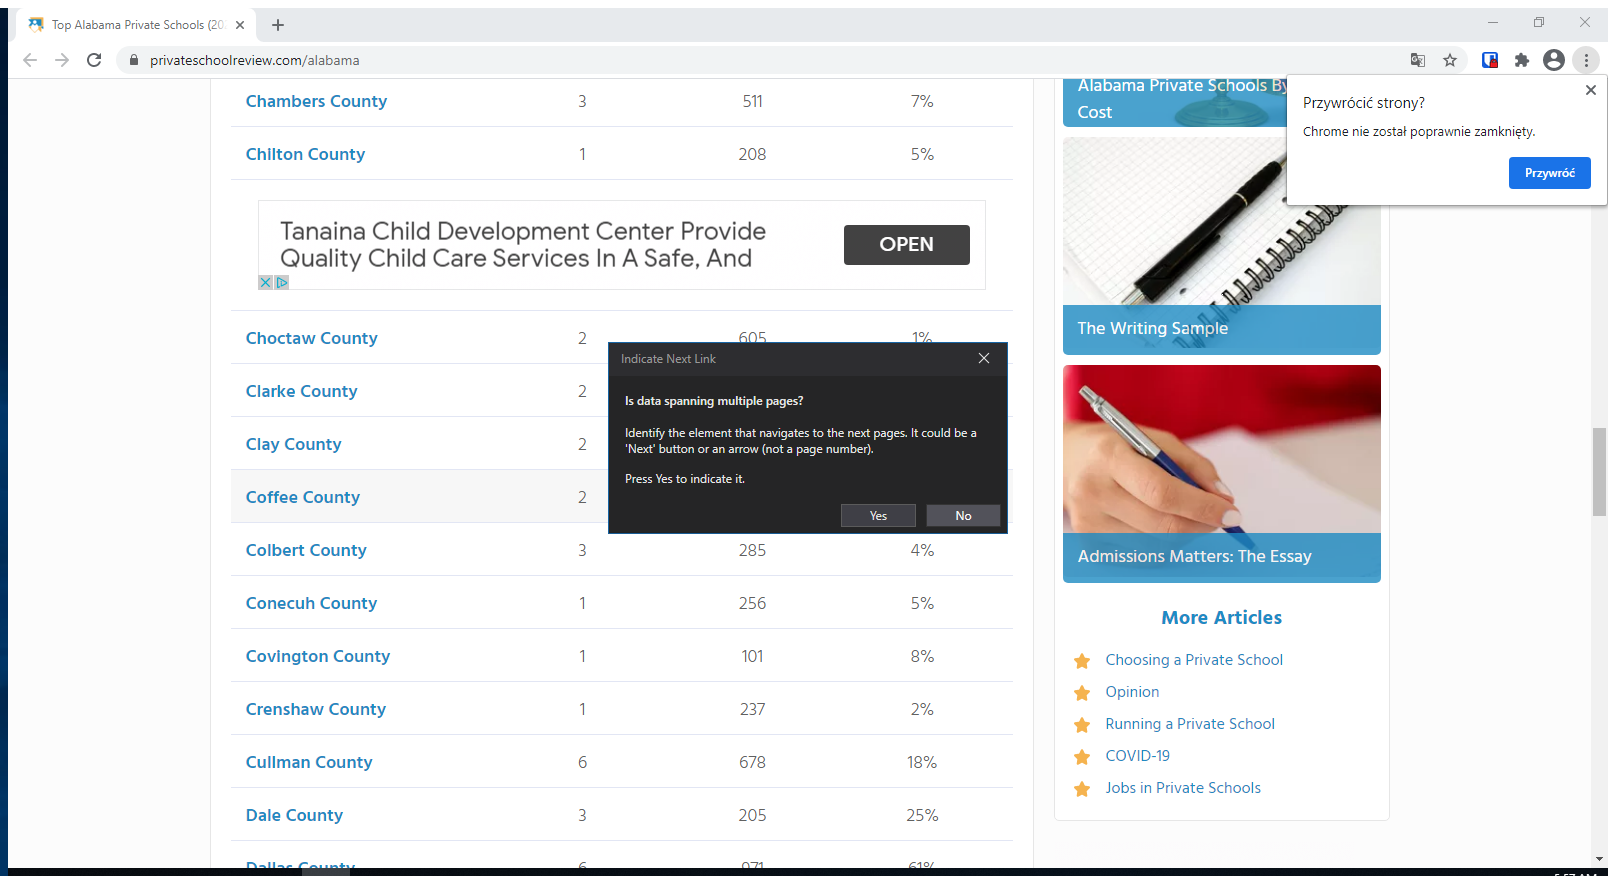 Top Alabama Private Schools (20
privateschoolreview.com/alabama
Przywrócić strony?
Chrome nie został poprawnie zamknięty.
Przywróć
Chambers County 3 511 7%
Chilton County 1 208 5%
Tanaina Child Development Center Provide
Quality Child Care Services In A Safe, And
OPEN
Choctaw County 2 605 1%
Clarke County 2
Clay County 2
Coffee County 2
Colbert County 3 285 4%
Conecuh County 1 256 5%
Covington County 1 101 8%
Crenshaw County 1 237 2%
Cullman County 6 678 18%
Dale County 3 205 25%
Dallas County 6 971 61%
Indicate Next Link
Is data spanning multiple pages?
Identify the element that navigates to the next pages. It could be a
'Next' button or an arrow (not a page number).
Press Yes to indicate it.
Yes No
Alabama Private Schools By
Cost
The Writing Sample
Admissions Matters: The Essay
More Articles
Choosing a Private School
Opinion
Running a Private School
COVID-19
Jobs in Private Schools